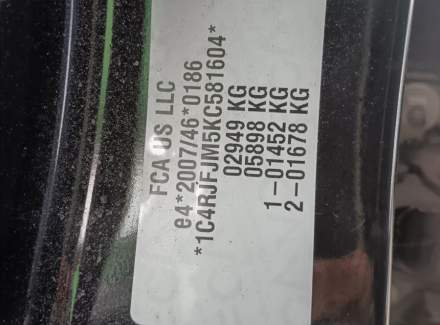 FCA US LLC
e4*2007/46*0186
*1C4RJFJM5KC581604*
02949 KG
05898 KG
1-01452 KG
2-01678 KG